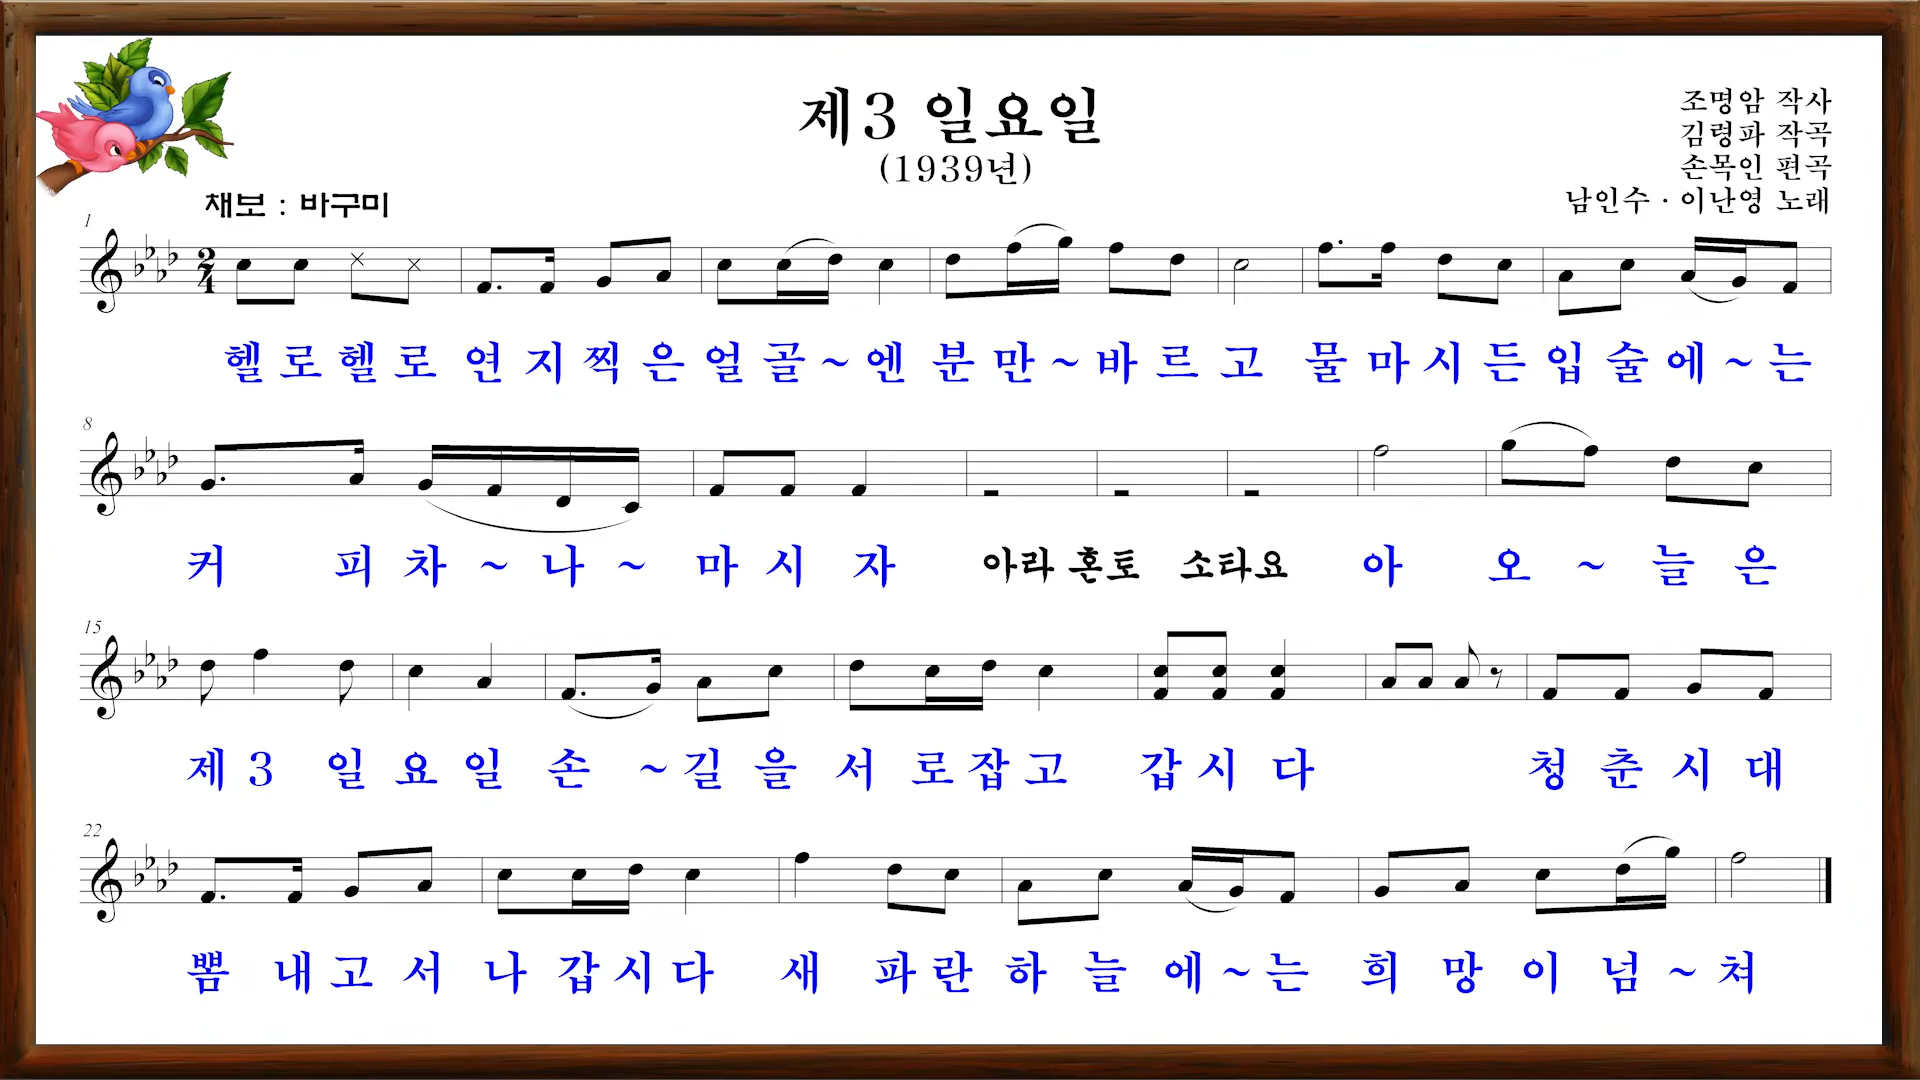 제3 일요일
(1939년)
조명암 작사
김령파 작곡
손목인 편곡
남인수 · 이난영 노래
채보 : 바구미
1
2
4
헬로헬로 연지찍은얼골~엔분만~바르고 물마시든입술에~는
8
커 피차~나~ 마시자 아라 혼토 소타요 아 오~늘은
15
제3 일요일 손 ~길을 서로잡고 갑시다 청춘시대
22
뽐 내고서 나갑시다 새 파란하늘에~는 희망이넘~쳐